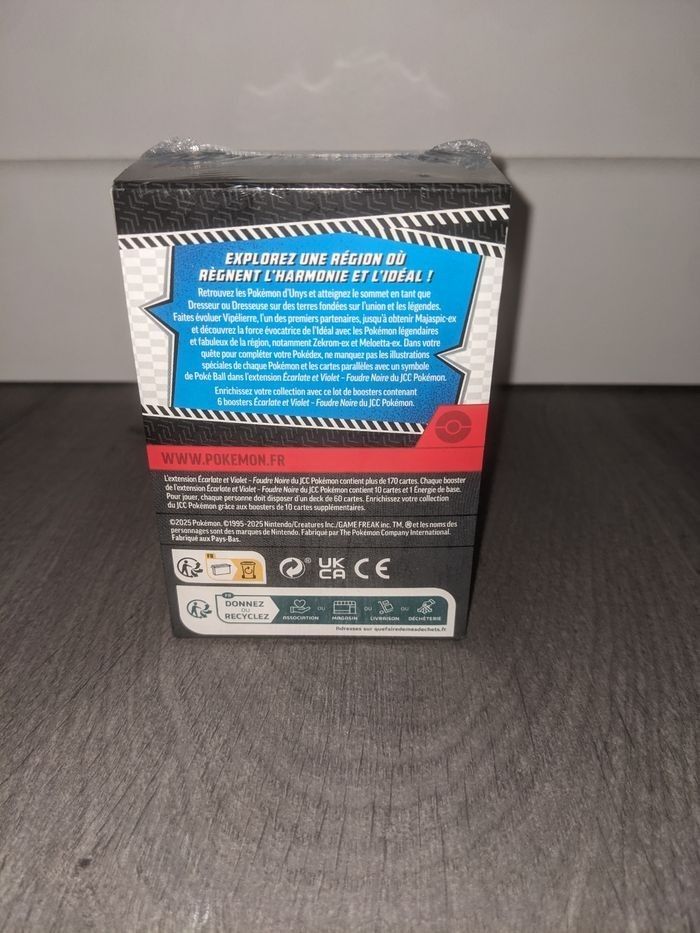 EXPLOREZ UNE RÉGION OÙ
RÈGNENT L'HARMONIE ET L'IDÉAL !
Retrouvez les Pokémon d'Unys et atteignez le sommet en tant que
Dresseur ou Dresseuse sur des terres fondées sur l'union et les légendes.
Faites évoluer Vipélierre, l'un des premiers partenaires, jusqu'à obtenir Majaspic-ex
et découvrez la force évocatrice de l'Idéal avec les Pokémon légendaires
et fabuleux de la région, notamment Zekrom-ex et Meloetta-ex. Dans votre
quête pour compléter votre Pokédex, ne manquez pas les illustrations
spéciales de chaque Pokémon et les cartes parallèles avec un symbole
de Poké Ball dans l'extension Écarlate et Violet – Foudre Noire du JCC Pokémon.
Enrichissez votre collection avec ce lot de boosters contenant
6 boosters Écarlate et Violet – Foudre Noire du JCC Pokémon.
WWW.POKEMON.FR
L'extension Écarlate et Violet – Foudre Noire du JCC Pokémon contient plus de 170 cartes. Chaque booster
de l'extension Écarlate et Violet – Foudre Noire du JCC Pokémon contient 10 cartes et 1 Énergie de base.
Pour jouer, chaque personne doit disposer d'un deck de 60 cartes. Enrichissez votre collection
du JCC Pokémon grâce aux boosters de 10 cartes supplémentaires.
©2025 Pokémon. ©1995-2025 Nintendo/Creatures Inc./GAME FREAK inc. TM, ® et les noms des
personnages sont des marques de Nintendo. Fabriqué par The Pokémon Company International.
Fabriqué aux Pays-Bas.
FR
UK
CA CE
FR
DONNEZ
OU
RECYCLEZ
ASSOCIATION OU MAGASIN OU LIVRAISON OU DÉCHÈTERIE
Adresses sur quefairedemesdechets.fr